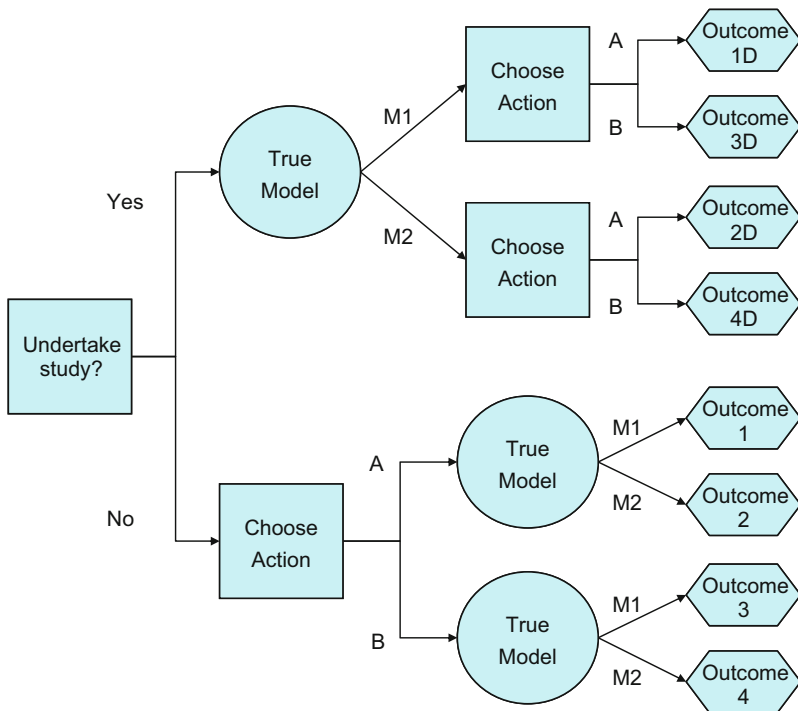 A
Outcome
1D
Choose
Action
M1
B
Outcome
3D
True
Model
Yes
M2
A
Outcome
2D
Choose
Action
B
Outcome
4D
Undertake
study?
M1
Outcome
1
True
Model
A
M2
Outcome
2
No
Choose
Action
M1
Outcome
3
True
Model
B
M2
Outcome
4